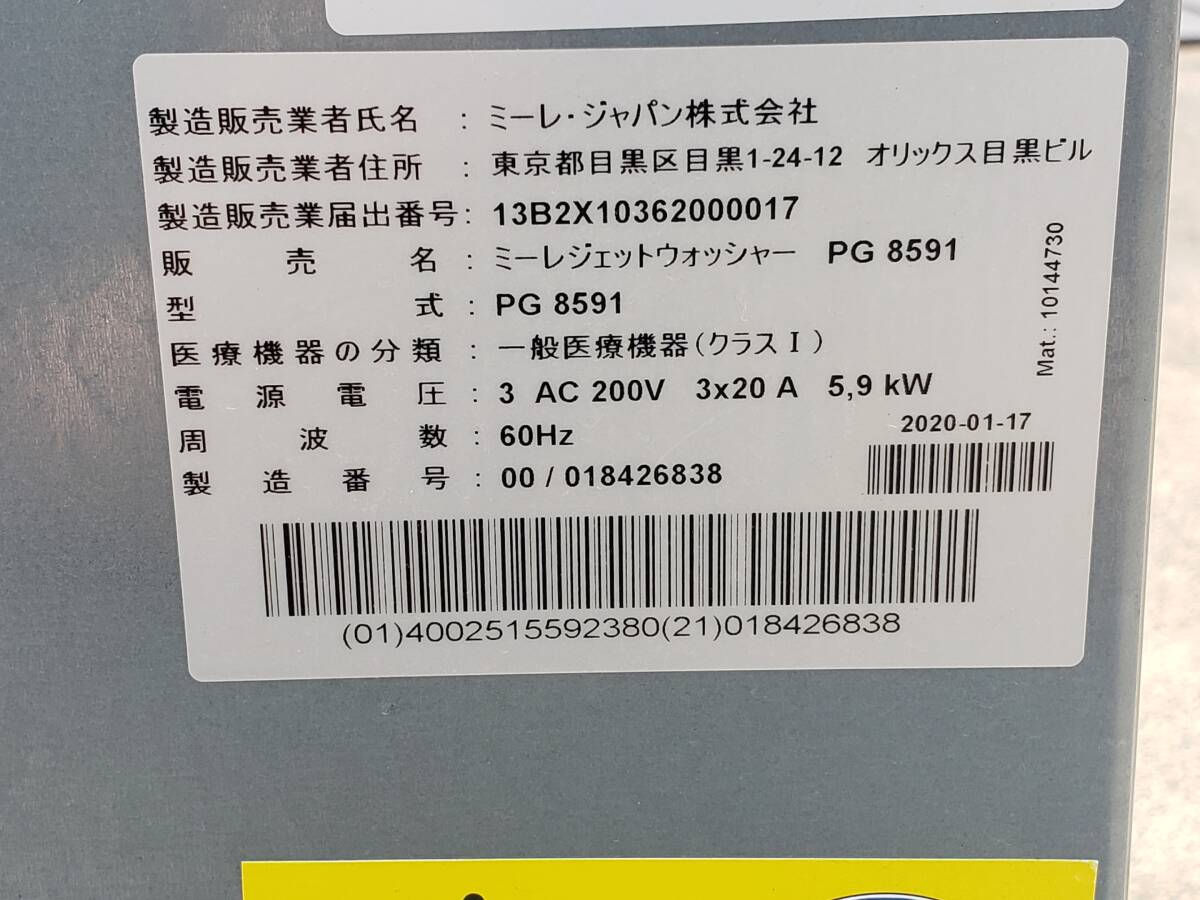 製造販売業者氏名 : ミーレ・ジャパン株式会社
製造販売業者住所 : 東京都目黒区目黒1-24-12 オリックス目黒ビル
製造販売業届出番号: 13B2X10362000017
販売名 : ミーレジェットウォッシャー PG 8591
型式 : PG 8591
医療機器の分類 : 一般医療機器(クラスⅠ)
電源電圧 : 3 AC 200V 3x20 A 5,9 kW
周波数 : 60Hz
製造番号 : 00 / 018426838
Mat.: 10144730
2020-01-17
(01)4002515592380(21)018426838